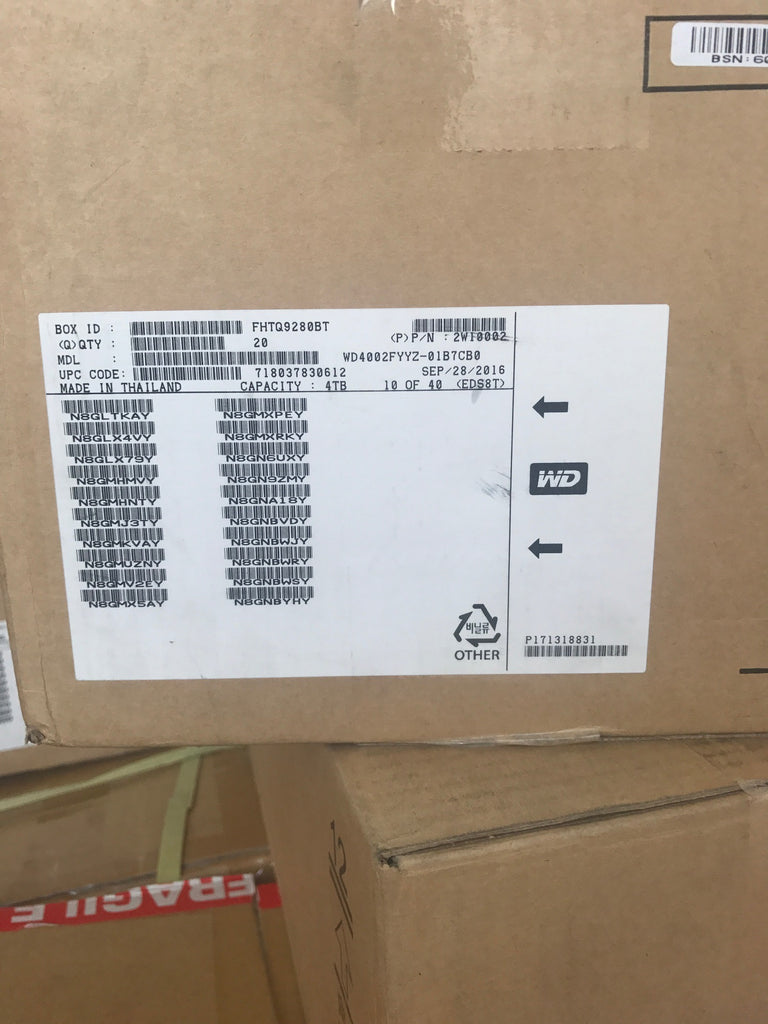 BSN: 60
BOX ID : FHTQ9280BT
(Q)QTY : 20 (P)P/N : 2W10002
MDL : WD4002FYYZ-01B7CB0
UPC CODE: 718037830612 SEP/28/2016
MADE IN THAILAND CAPACITY : 4TB 10 OF 40 (EDS8T)
N8GLTKAY N8GMXPEY
N8GLX4VY N8GMXRKY
N8GLX79Y N8GN6UXY
N8GMHMVY N8GN9ZMY
N8GMHNTY N8GNA18Y
N8GMJ3TY N8GNBVDY
N8GMKVAY N8GNBWJY
N8GMUZNY N8GNBWRY
N8GMV2EY N8GNBWSY
N8GMX5AY N8GNBYHY
WD
비닐류
OTHER
P171318831
FRAGILE